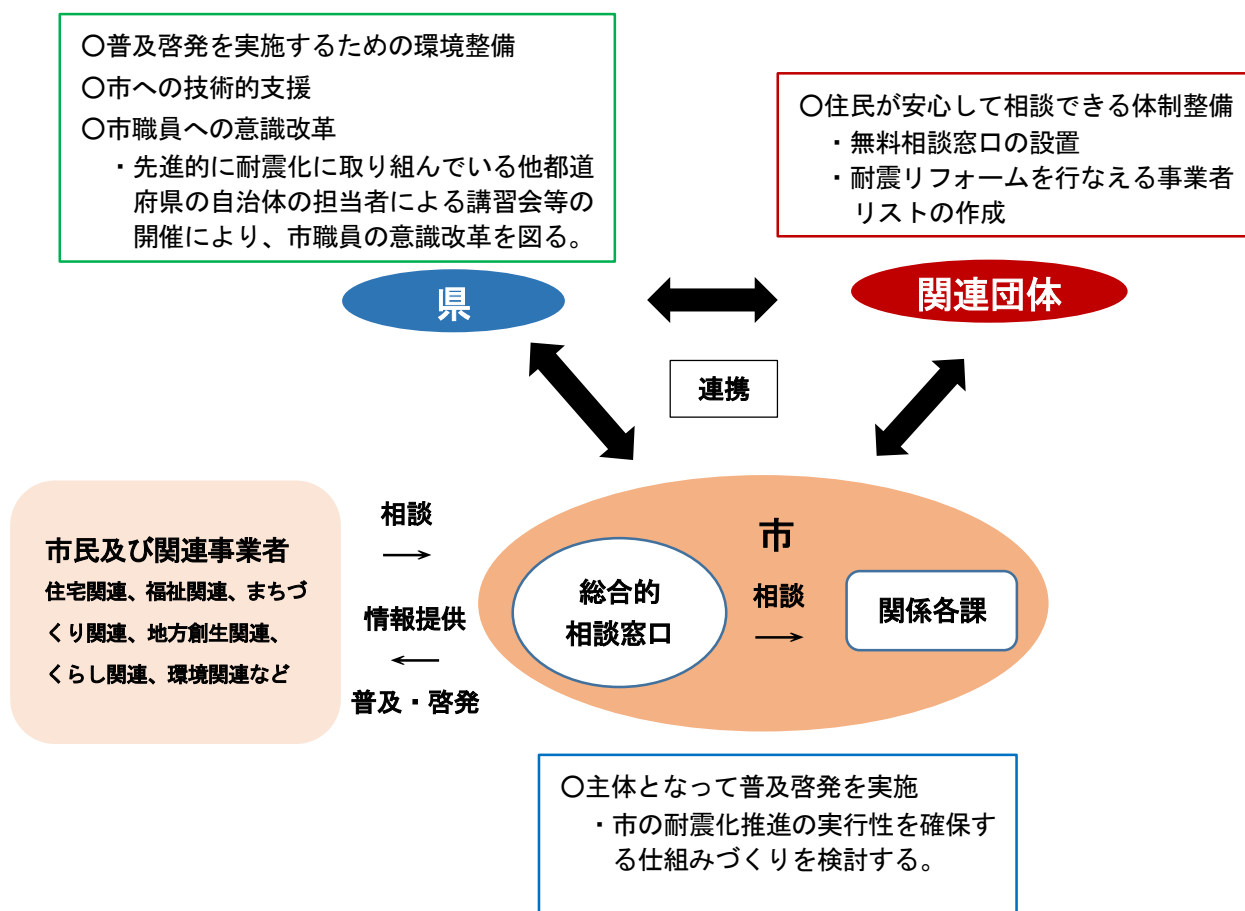 〇普及啓発を実施するための環境整備
〇市への技術的支援
〇市職員への意識改革
・先進的に耐震化に取り組んでいる他都道
府県の自治体の担当者による講習会等の
開催により、市職員の意識改革を図る。
〇住民が安心して相談できる体制整備
・無料相談窓口の設置
・耐震リフォームを行なえる事業者
リストの作成
県
関連団体
連携
市民及び関連事業者
住宅関連、福祉関連、まちづ
くり関連、地方創生関連、
くらし関連、環境関連など
相談
→
情報提供
←
普及・啓発
市
総合的
相談窓口
相談
→
関係各課
〇主体となって普及啓発を実施
・市の耐震化推進の実行性を確保す
る仕組みづくりを検討する。